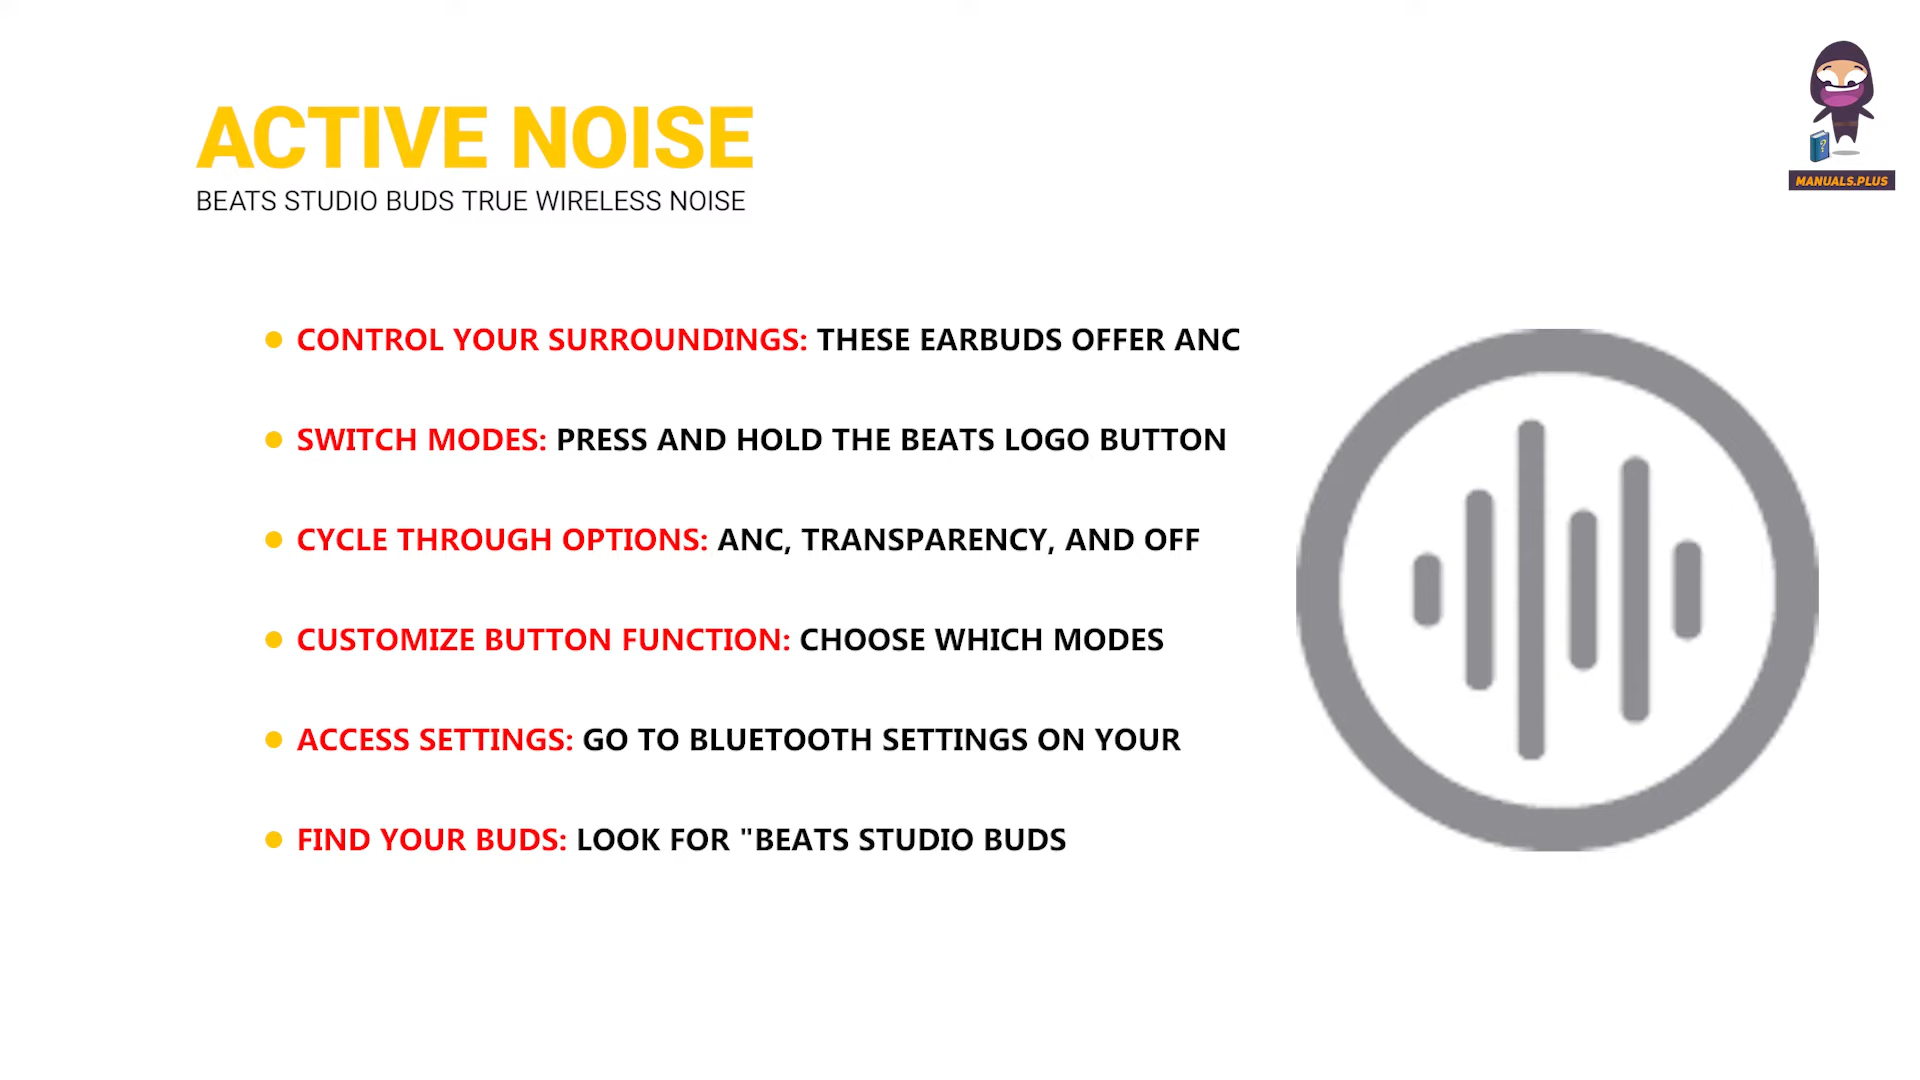 ACTIVE NOISE
BEATS STUDIO BUDS TRUE WIRELESS NOISE
MANUALS.PLUS
?
CONTROL YOUR SURROUNDINGS: THESE EARBUDS OFFER ANC
SWITCH MODES: PRESS AND HOLD THE BEATS LOGO BUTTON
CYCLE THROUGH OPTIONS: ANC, TRANSPARENCY, AND OFF
CUSTOMIZE BUTTON FUNCTION: CHOOSE WHICH MODES
ACCESS SETTINGS: GO TO BLUETOOTH SETTINGS ON YOUR
FIND YOUR BUDS: LOOK FOR "BEATS STUDIO BUDS